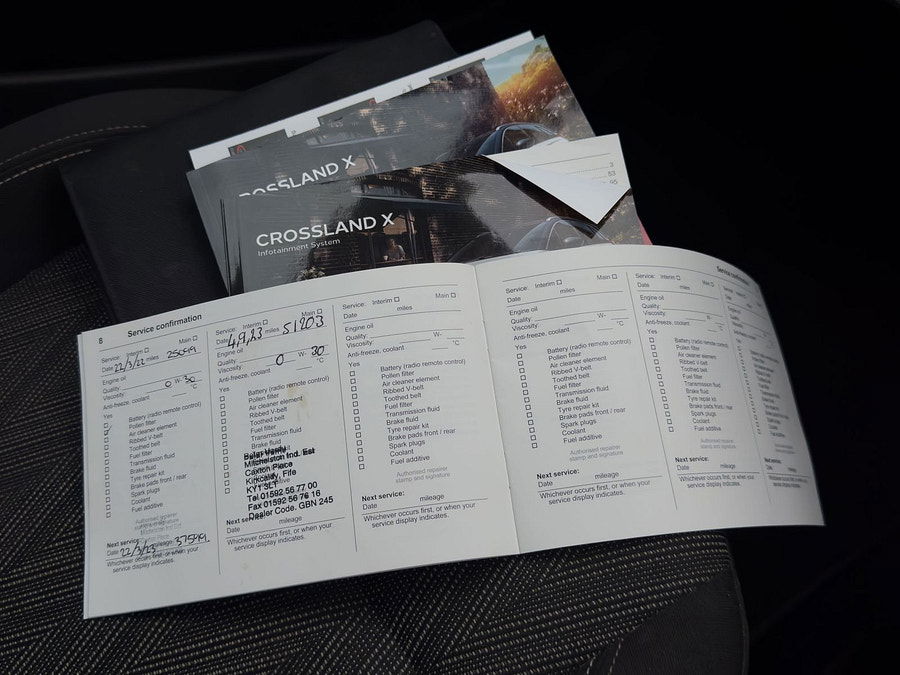 CROSSLAND X
CROSSLAND X
Infotainment System
3
53
95
8 Service confirmation
Service: Interim Main
Date 22/3/22 miles 25099
Engine oil
Quality:
Viscosity: 0 W- 30 °C
Anti-freeze, coolant
Yes
Battery (radio remote control)
Pollen filter
Air cleaner element
Ribbed V-belt
Toothed belt
Fuel filter
Transmission fluid
Brake fluid
Tyre repair kit
Brake pads front / rear
Spark plugs
Coolant
Fuel additive
Authorised repairer
stamp and signature
Next service:
Date 22/3/23 mileage 37599
Whichever occurs first, or when your
service display indicates.
Service: Interim Main
Date 4,9,23 miles 51203
Engine oil
Quality:
Viscosity: 0 W- 30 °C
Anti-freeze, coolant
Yes
Battery (radio remote control)
Pollen filter
Air cleaner element
Ribbed V-belt
Toothed belt
Fuel filter
Transmission fluid
Brake fluid
Mitchelston Ind. Est
Caxton Place
Kirkcaldy, Fife
KY1 3LT
Tel 01592 56 77 00
Fax 01592 56 76 16
Dealer Code. GBN 245
Next service:
Date mileage
Whichever occurs first, or when your
service display indicates.
Service: Interim Main
Date miles
Engine oil
Quality:
Viscosity: W- °C
Anti-freeze, coolant
Yes
Battery (radio remote control)
Pollen filter
Air cleaner element
Ribbed V-belt
Toothed belt
Fuel filter
Transmission fluid
Brake fluid
Tyre repair kit
Brake pads front / rear
Spark plugs
Coolant
Fuel additive
Authorised repairer
stamp and signature
Next service:
Date mileage
Whichever occurs first, or when your
service display indicates.
Service: Interim Main
Date miles
Engine oil
Quality:
Viscosity: W- °C
Anti-freeze, coolant
Yes
Battery (radio remote control)
Pollen filter
Air cleaner element
Ribbed V-belt
Toothed belt
Fuel filter
Transmission fluid
Brake fluid
Tyre repair kit
Brake pads front / rear
Spark plugs
Coolant
Fuel additive
Authorised repairer
stamp and signature
Next service:
Date mileage
Whichever occurs first, or when your
service display indicates.
Service confirmation
Service: Interim Main
Date miles
Engine oil
Quality:
Viscosity: W- °C
Anti-freeze, coolant
Yes
Battery (radio remote control)
Pollen filter
Air cleaner element
Ribbed V-belt
Toothed belt
Fuel filter
Transmission fluid
Brake fluid
Tyre repair kit
Brake pads front / rear
Spark plugs
Coolant
Fuel additive
Authorised repairer
stamp and signature
Next service:
Date mileage
Whichever occurs first, or when your
service display indicates.